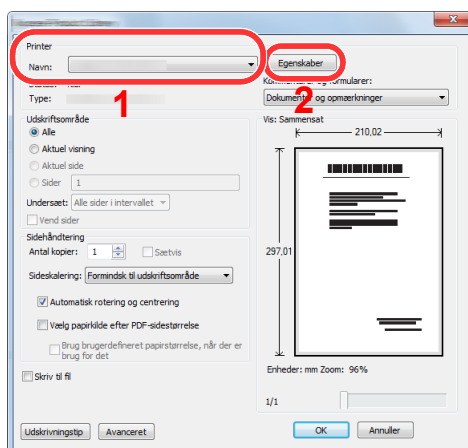 Printer
Navn:
Egenskaber
Type:
1
2
og formularer:
Dokumenter og opmærkninger
Udskriftsområde
Alle
Aktuel visning
Aktuel side
Sider 1
Undersæt: Alle sider i intervallet
Vend sider
Vis: Sammensat
210,02
297,01
Sidehåndtering
Antal kopier: 1 Sætvis
Sideskalering: Formindsk til udskriftsområde
Automatisk rotering og centrering
Vælg papirkilde efter PDF-sidestørrelse
Brug brugerdefineret papirstørrelse, når der er
brug for det
Skriv til fil
Enheder: mm Zoom: 96%
1/1
Udskrivningstip Avanceret OK Annuller